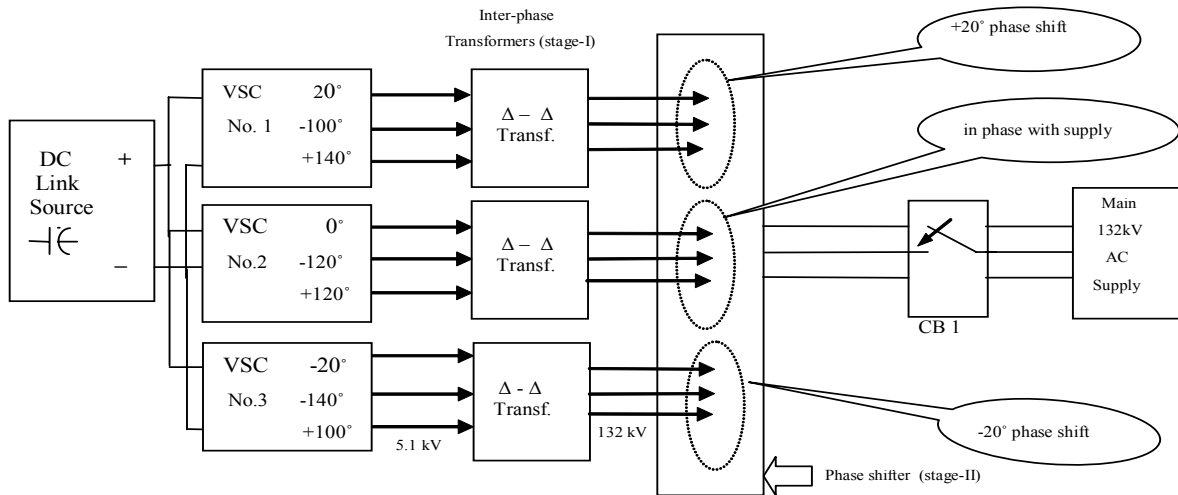 Inter-phase
Transformers (stage-I)
+20˚ phase shift
VSC 20˚
No. 1 -100˚
+140˚
Δ – Δ
Transf.
in phase with supply
DC
Link
Source
+
–
VSC 0˚
No.2 -120˚
+120˚
Δ – Δ
Transf.
Main
132kV
AC
Supply
CB 1
VSC -20˚
No.3 -140˚
+100˚
Δ - Δ
Transf.
5.1 kV
132 kV
-20˚ phase shift
Phase shifter (stage-II)